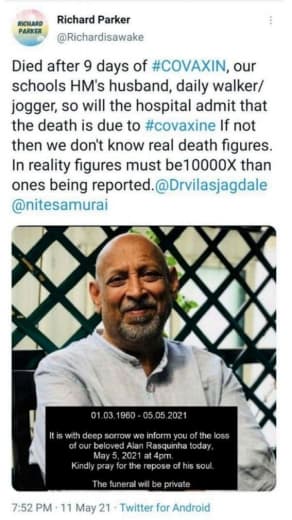 RICHARD
PARKER
Richard Parker
@Richardisawake
Died after 9 days of #COVAXIN, our
schools HM's husband, daily walker/
jogger, so will the hospital admit that
the death is due to #covaxine If not
then we don't know real death figures.
In reality figures must be10000X than
ones being reported.@Drvilasjagdale
@nitesamurai
01.03.1960 - 05.05.2021
It is with deep sorrow we inform you of the loss
of our beloved Alan Rasquinha today,
May 5, 2021 at 4pm.
Kindly pray for the repose of his soul.
The funeral will be private
7:52 PM · 11 May 21 · Twitter for Android